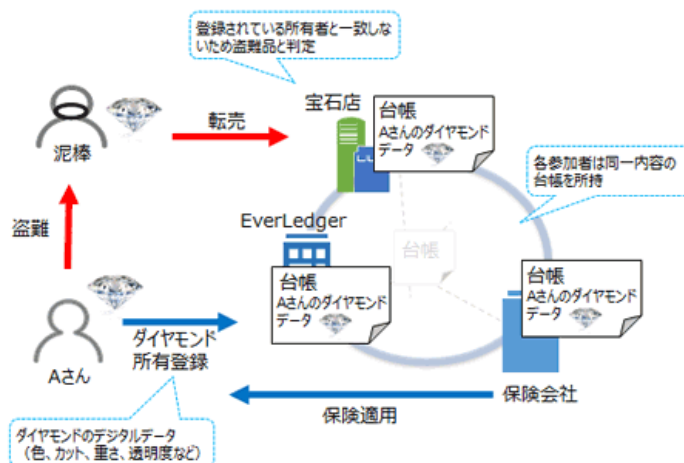 登録されている所有者と一致しな
いため盗難品と判定
宝石店
台帳
Aさんのダイヤモンド
データ
転売
泥棒
各参加者は同一内容の
台帳を所持
盗難
EverLedger
台帳
台帳
Aさんのダイヤモンド
データ
台帳
Aさんのダイヤモンド
データ
ダイヤモンド
所有登録
Aさん
保険会社
保険適用
ダイヤモンドのデジタルデータ
（色、カット、重さ、透明度など）